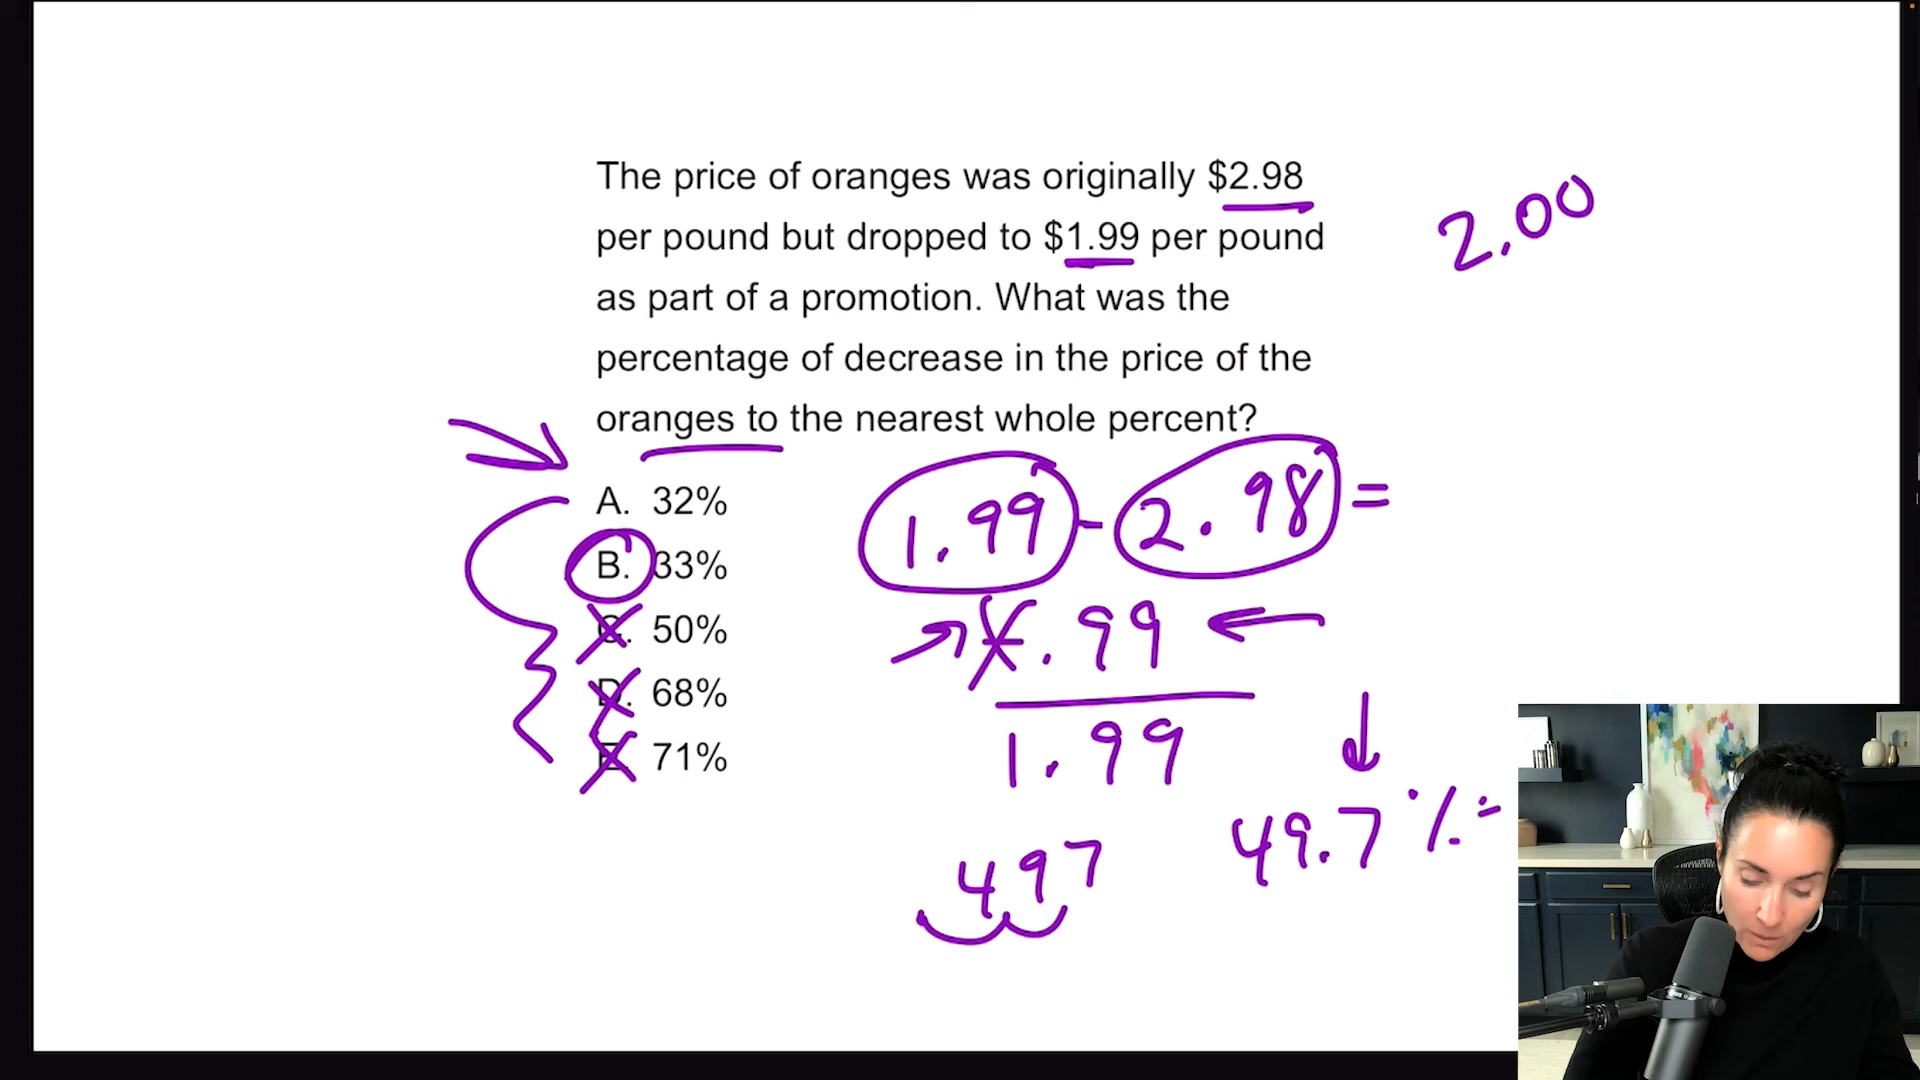 The price of oranges was originally $2.98
2.00
per pound but dropped to $1.99 per pound
as part of a promotion. What was the
percentage of decrease in the price of the
oranges to the nearest whole percent?
A. 32%
1.99 - 2.98 =
B. 33%
C. 50%
.99
D. 68%
E. 71%
1.99
49.7 % =
497